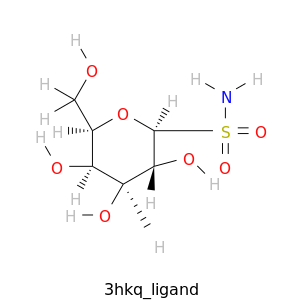 H
H O
H H N H
H O H
H H S O
O H O O
H H H
H O
H
3hkq_ligand